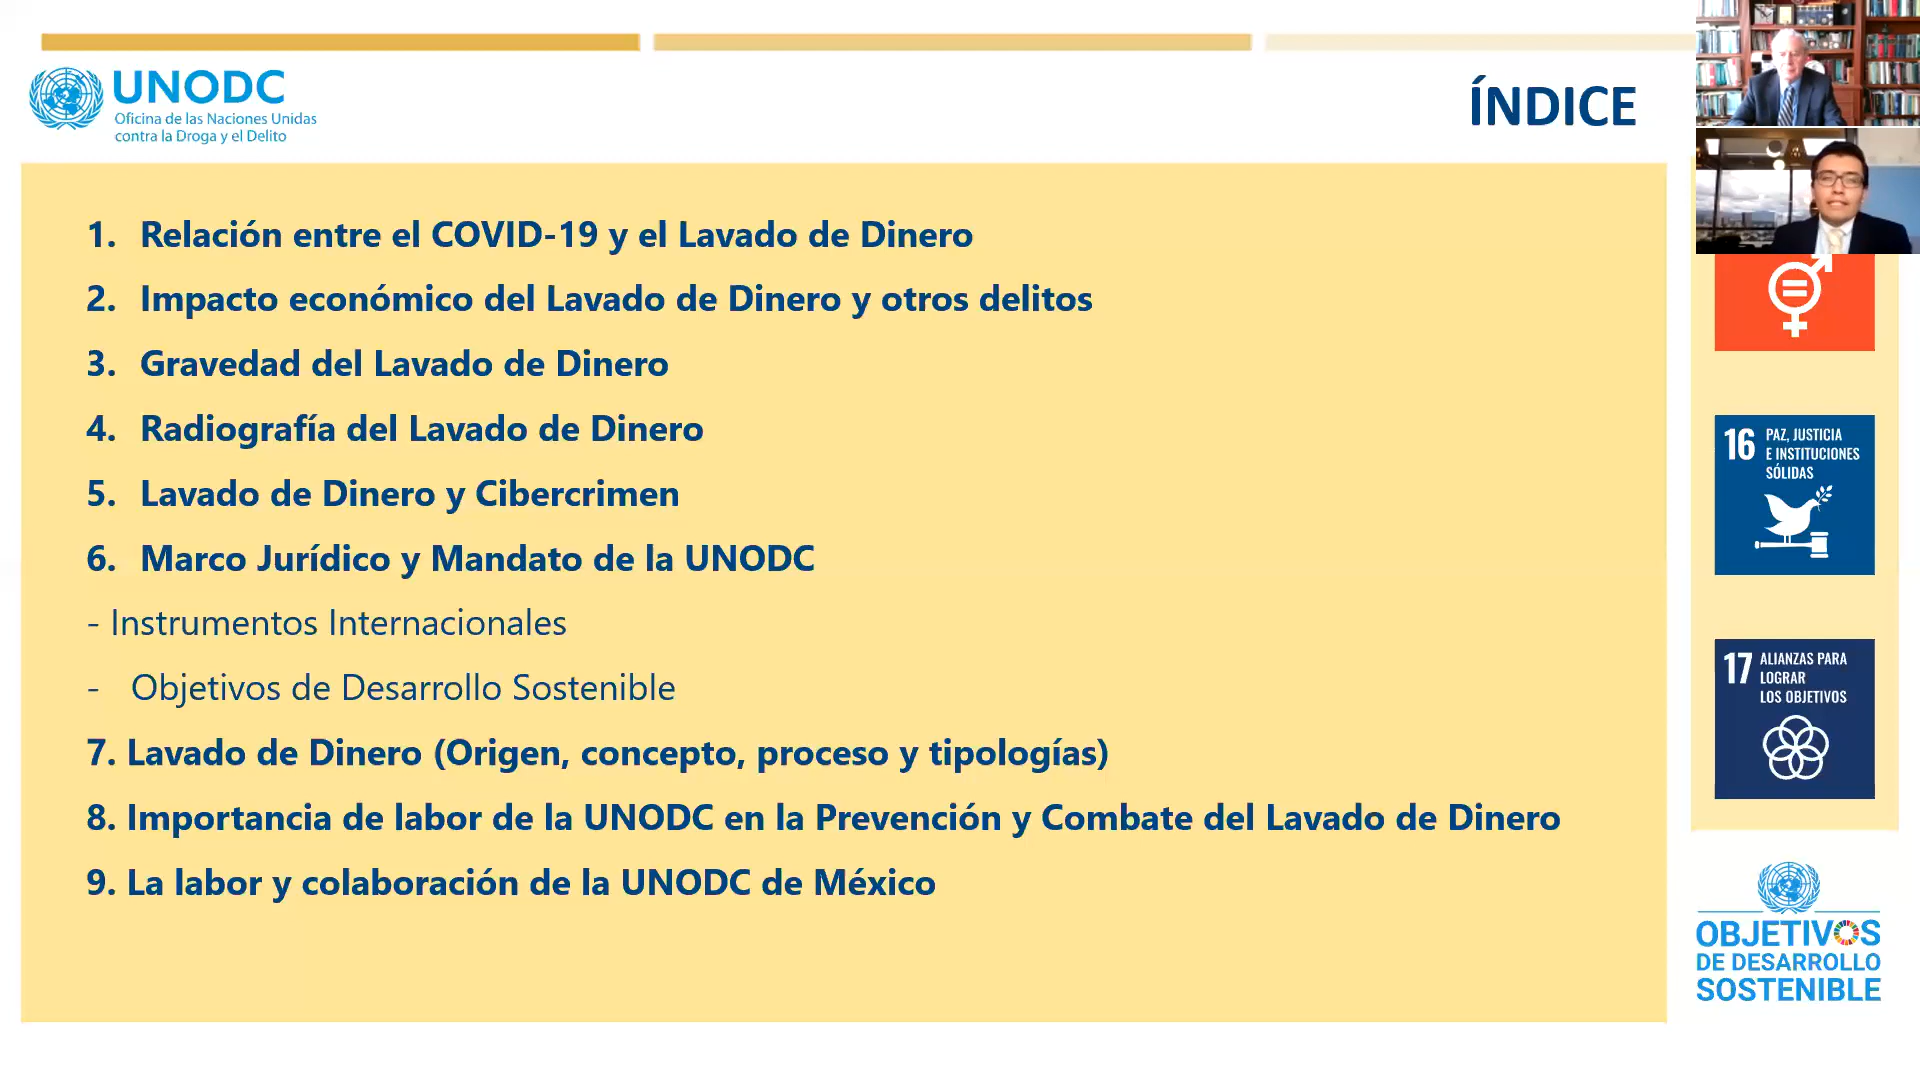 UNODC
Oficina de las Naciones Unidas
contra la Droga y el Delito
ÍNDICE
1. Relación entre el COVID-19 y el Lavado de Dinero
2. Impacto económico del Lavado de Dinero y otros delitos
3. Gravedad del Lavado de Dinero
4. Radiografía del Lavado de Dinero
5. Lavado de Dinero y Cibercrimen
6. Marco Jurídico y Mandato de la UNODC
- Instrumentos Internacionales
- Objetivos de Desarrollo Sostenible
7. Lavado de Dinero (Origen, concepto, proceso y tipologías)
8. Importancia de labor de la UNODC en la Prevención y Combate del Lavado de Dinero
9. La labor y colaboración de la UNODC de México
16 PAZ, JUSTICIA
E INSTITUCIONES
SÓLIDAS
17 ALIANZAS PARA
LOGRAR
LOS OBJETIVOS
OBJETIVOS
DE DESARROLLO
SOSTENIBLE